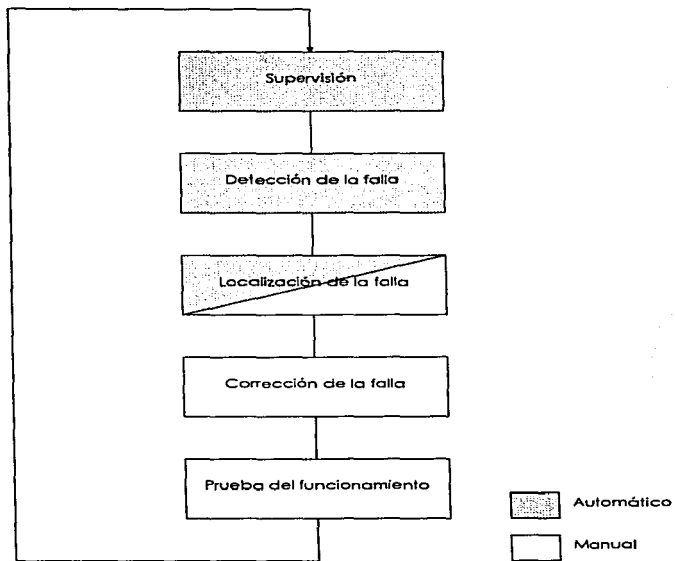 Supervisión
Detección de la falla
Localización de la falla
Corrección de la falla
Prueba del funcionamiento
Automático
Manual